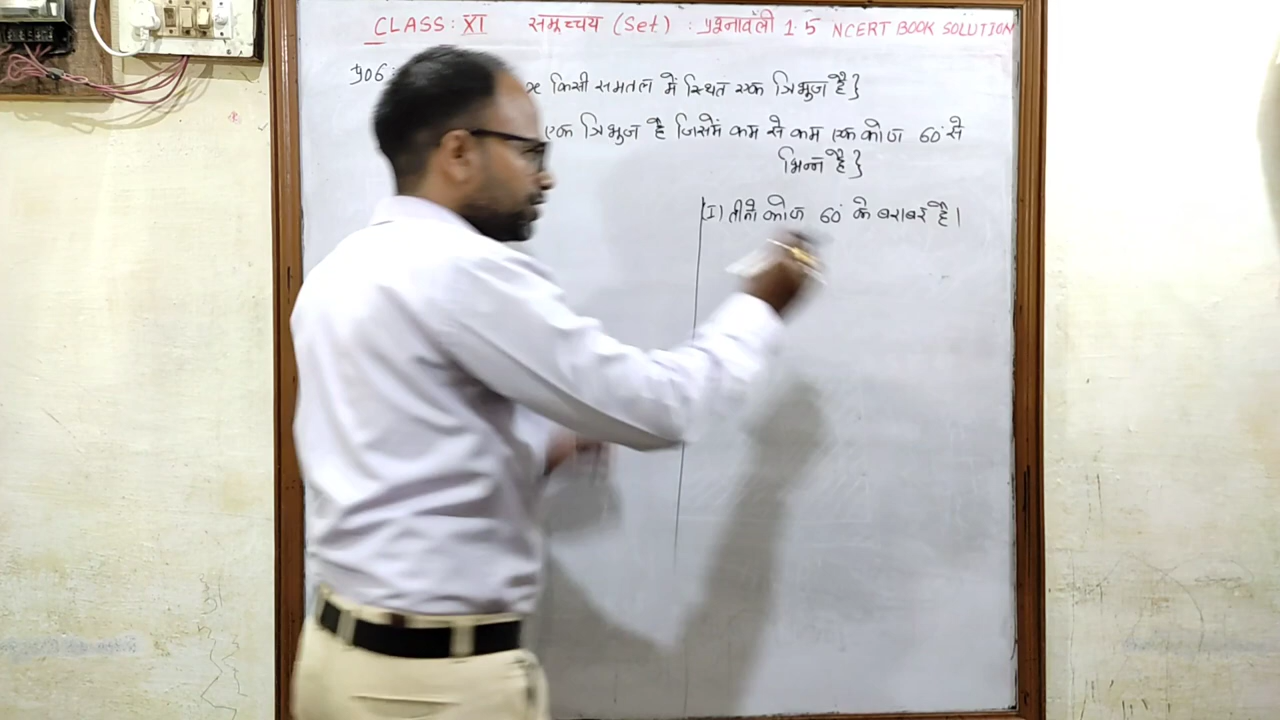 CLASS: XI समूच्चय (Set) : प्रश्नावली 1.5 NCERT BOOK SOLUTION
प्र06: x किसी समतल में स्थित एक त्रिभुज है}
एक त्रिभुज है जिसमें कम से कम एक कोण 60° से
भिन्न है}
(I) तीनो कोण 60° के बराबर है।